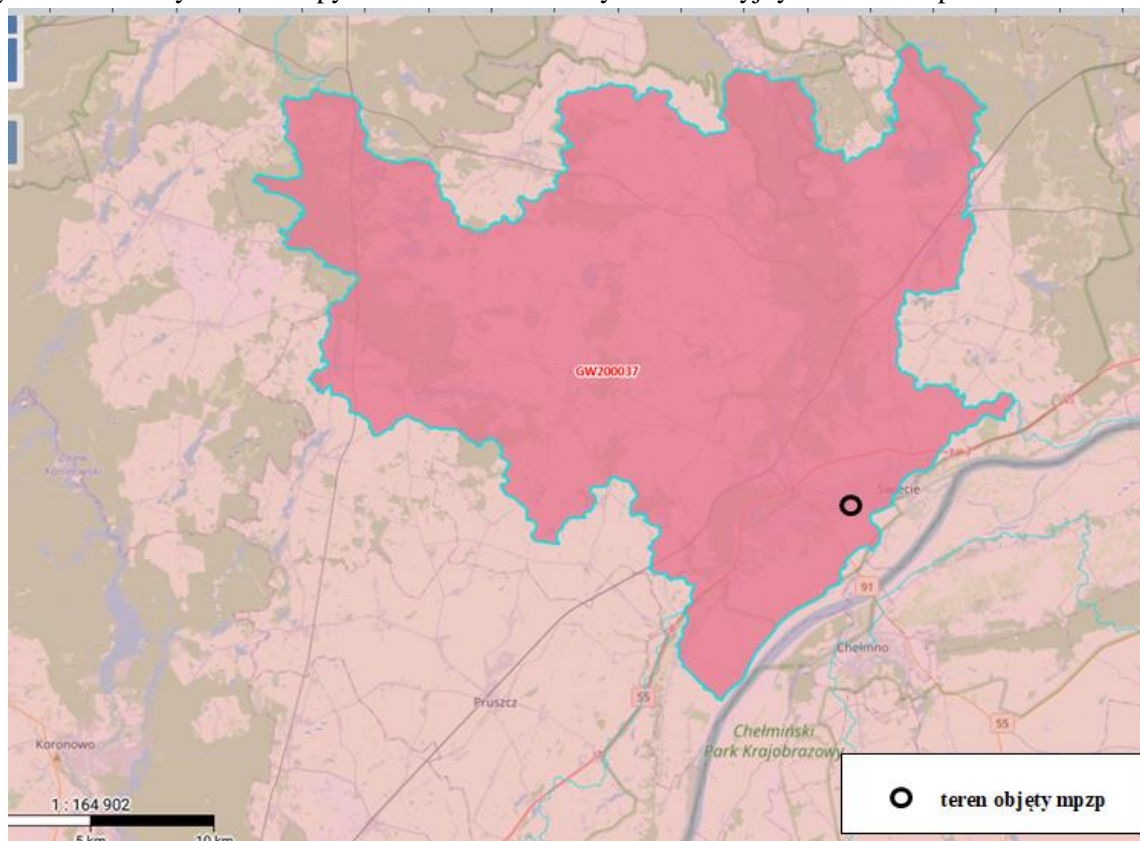 GW200037
Świecie
Koronowski
91
Chełmno
55
Pruszcz
55
Chełmiński
Park Krajobrazowy
Koronowo
1 : 164 902
5 km 10 km
teren objęty mpzp